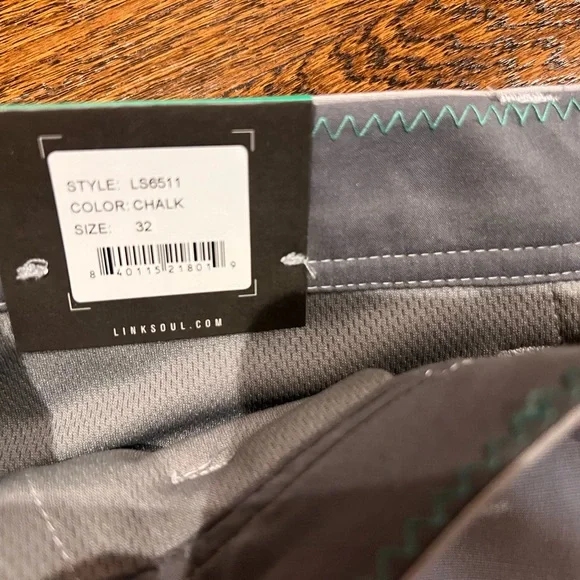 STYLE: LS6511
COLOR: CHALK
SIZE: 32
8 40115 21801 9
LINKSOUL.COM